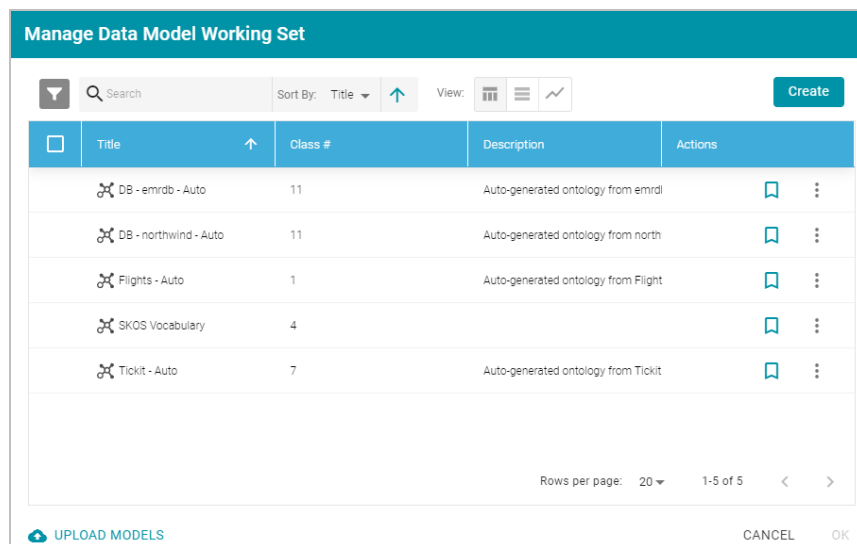 Manage Data Model Working Set
Search Sort By: Title View: Create
Title Class # Description Actions
DB - emrdb - Auto 11 Auto-generated ontology from emrd
DB - northwind - Auto 11 Auto-generated ontology from north
Flights - Auto 1 Auto-generated ontology from Flight
SKOS Vocabulary 4
Tickit - Auto 7 Auto-generated ontology from Tickit
Rows per page: 20 1-5 of 5
UPLOAD MODELS CANCEL OK